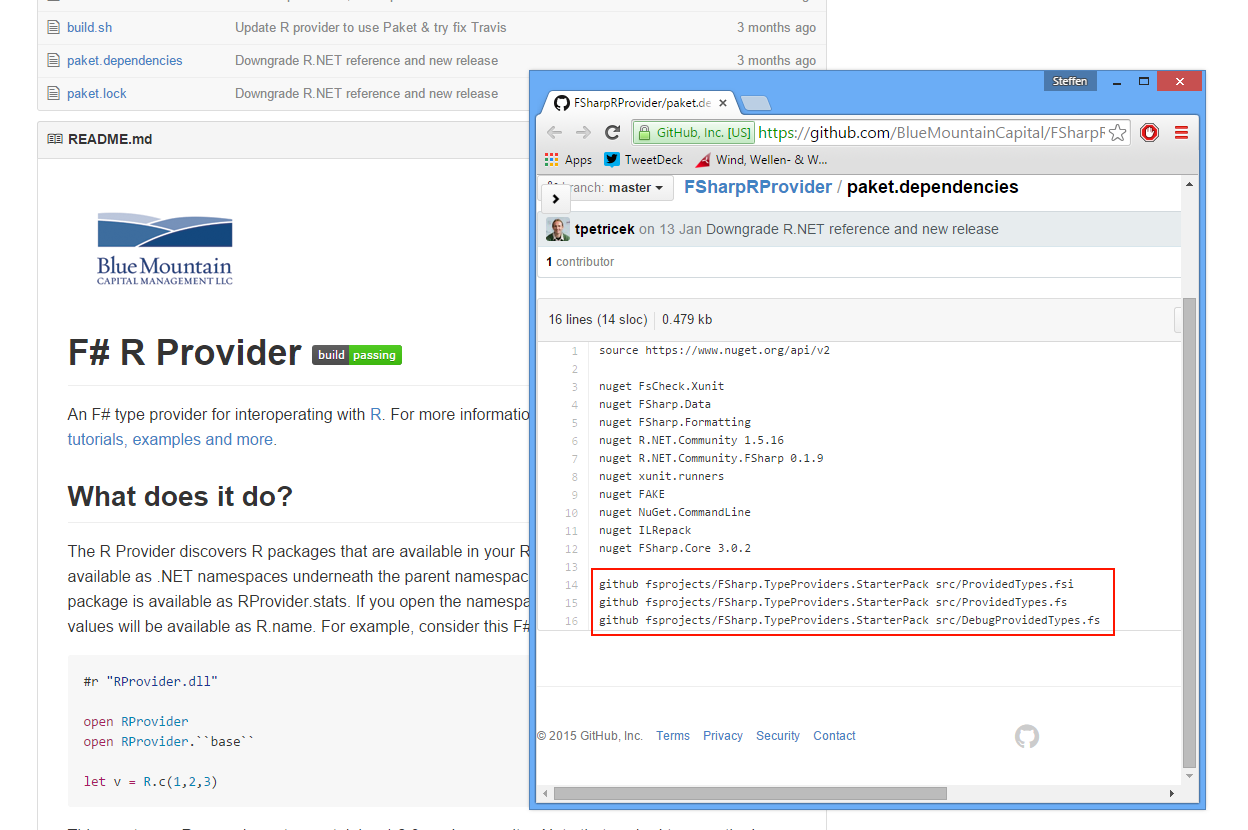 build.sh Update R provider to use Paket & try fix Travis 3 months ago
paket.dependencies Downgrade R.NET reference and new release 3 months ago
paket.lock Downgrade R.NET reference and new release
README.md
Blue Mountain
CAPITAL MANAGEMENT LLC
F# R Provider build passing
An F# type provider for interoperating with R. For more informatio
tutorials, examples and more.
What does it do?
The R Provider discovers R packages that are available in your R
available as .NET namespaces underneath the parent namespac
package is available as RProvider.stats. If you open the namespa
values will be available as R.name. For example, consider this F#
#r "RProvider.dll"
open RProvider
open RProvider.``base``
let v = R.c(1,2,3)
Steffen
FSharpRProvider/paket.de
GitHub, Inc. [US] https://github.com/BlueMountainCapital/FSharpR
Apps TweetDeck Wind, Wellen- & W...
ranch: master FSharpRProvider / paket.dependencies
tpetricek on 13 Jan Downgrade R.NET reference and new release
1 contributor
16 lines (14 sloc) 0.479 kb
1 source https://www.nuget.org/api/v2
2
3 nuget FsCheck.Xunit
4 nuget FSharp.Data
5 nuget FSharp.Formatting
6 nuget R.NET.Community 1.5.16
7 nuget R.NET.Community.FSharp 0.1.9
8 nuget xunit.runners
9 nuget FAKE
10 nuget NuGet.CommandLine
11 nuget ILRepack
12 nuget FSharp.Core 3.0.2
13
14 github fsprojects/FSharp.TypeProviders.StarterPack src/ProvidedTypes.fsi
15 github fsprojects/FSharp.TypeProviders.StarterPack src/ProvidedTypes.fs
16 github fsprojects/FSharp.TypeProviders.StarterPack src/DebugProvidedTypes.fs
© 2015 GitHub, Inc. Terms Privacy Security Contact